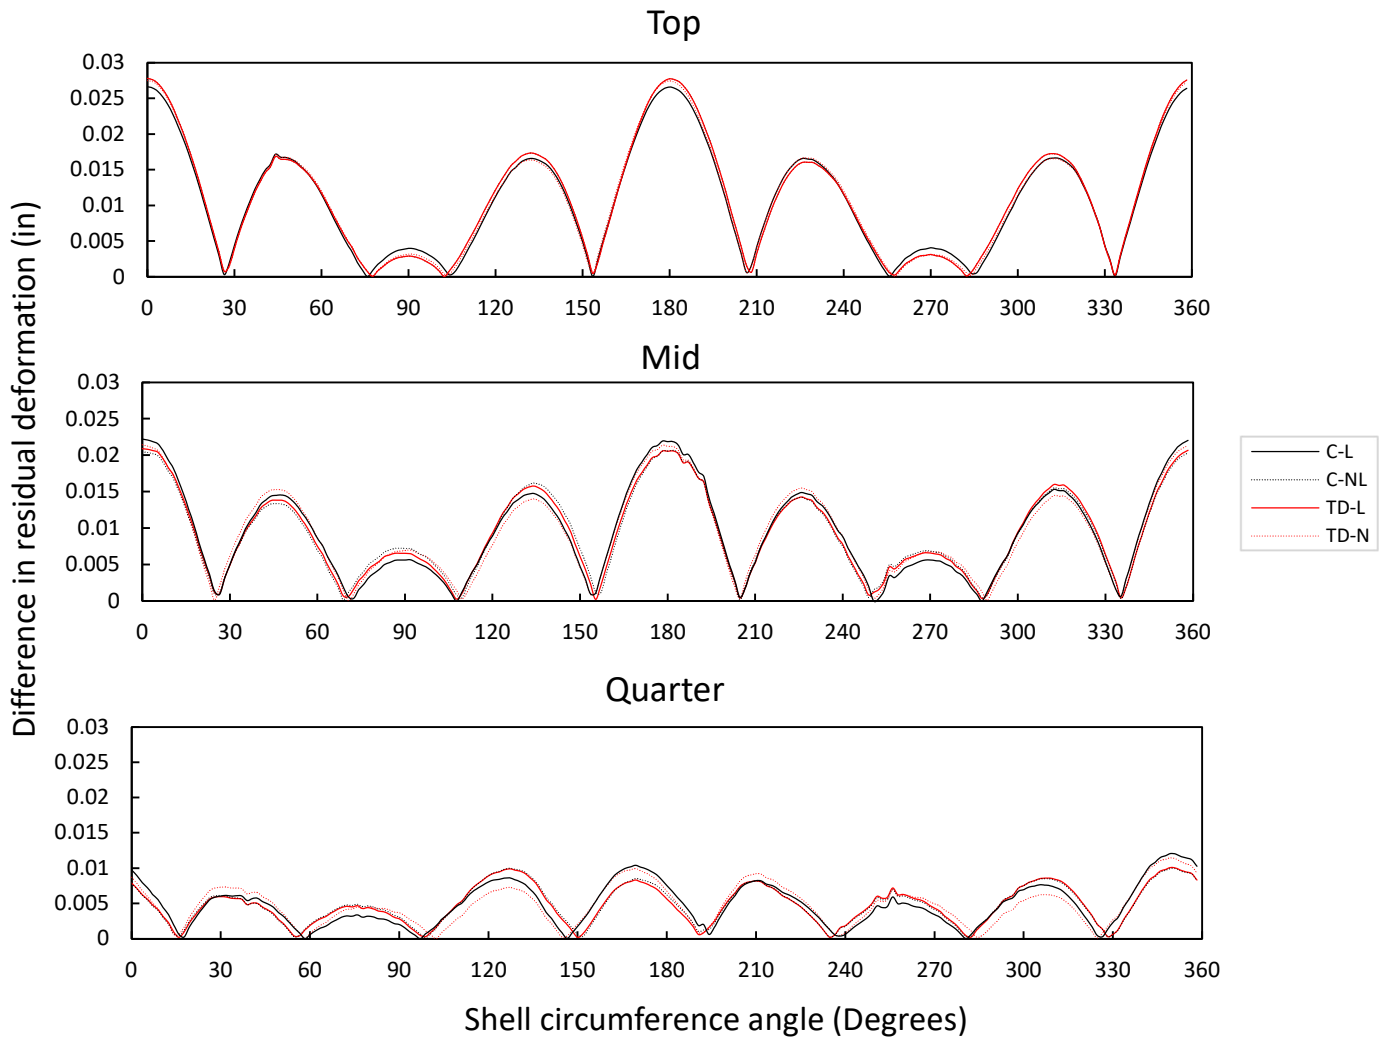 Top
0.03
0.025
0.02
0.015
0.01
0.005
0
0 30 60 90 120 150 180 210 240 270 300 330 360
Mid
0.03
0.025
0.02
0.015
0.01
0.005
0
0 30 60 90 120 150 180 210 240 270 300 330 360
Quarter
0.03
0.025
0.02
0.015
0.01
0.005
0
0 30 60 90 120 150 180 210 240 270 300 330 360
Difference in residual deformation (in)
Shell circumference angle (Degrees)
C-L
C-NL
TD-L
TD-N